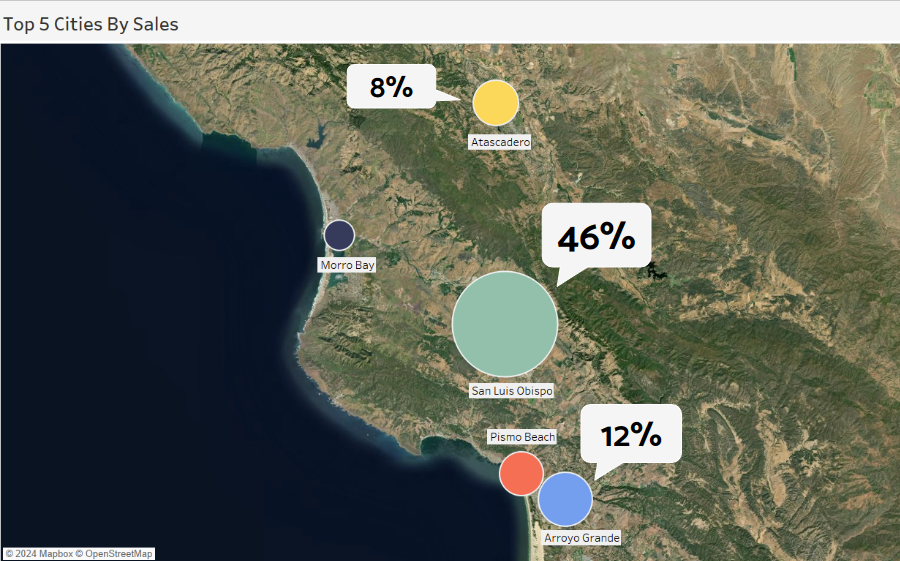 Top 5 Cities By Sales
8%
Atascadero
46%
Morro Bay
San Luis Obispo
12%
Pismo Beach
Arroyo Grande
© 2024 Mapbox © OpenStreetMap